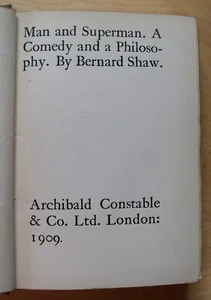 Man and Superman. A
Comedy and a Philoso-
phy. By Bernard Shaw.
Archibald Constable
& Co. Ltd. London:
1909.